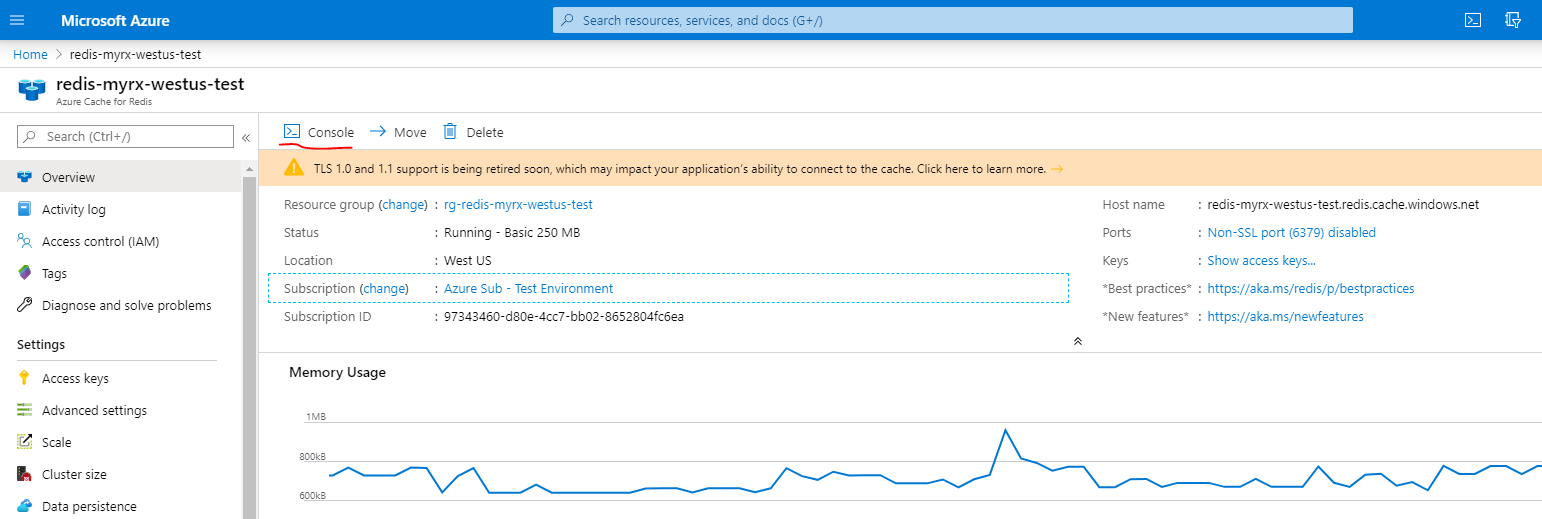 Microsoft Azure
Search resources, services, and docs (G+/)
Home > redis-myrx-westus-test
redis-myrx-westus-test
Azure Cache for Redis
Search (Ctrl+/)
«
Overview
Activity log
Access control (IAM)
Tags
Diagnose and solve problems
Settings
Access keys
Advanced settings
Scale
Cluster size
Data persistence
Console
Move
Delete
TLS 1.0 and 1.1 support is being retired soon, which may impact your application's ability to connect to the cache. Click here to learn more. →
Resource group (change) : rg-redis-myrx-westus-test
Status : Running - Basic 250 MB
Location : West US
Subscription (change) : Azure Sub - Test Environment
Subscription ID : 97343460-d80e-4cc7-bb02-8652804fc6ea
Host name : redis-myrx-westus-test.redis.cache.windows.net
Ports : Non-SSL port (6379) disabled
Keys : Show access keys...
*Best practices* : https://aka.ms/redis/p/bestpractices
*New features* : https://aka.ms/newfeatures
Memory Usage
1MB
800kB
600kB